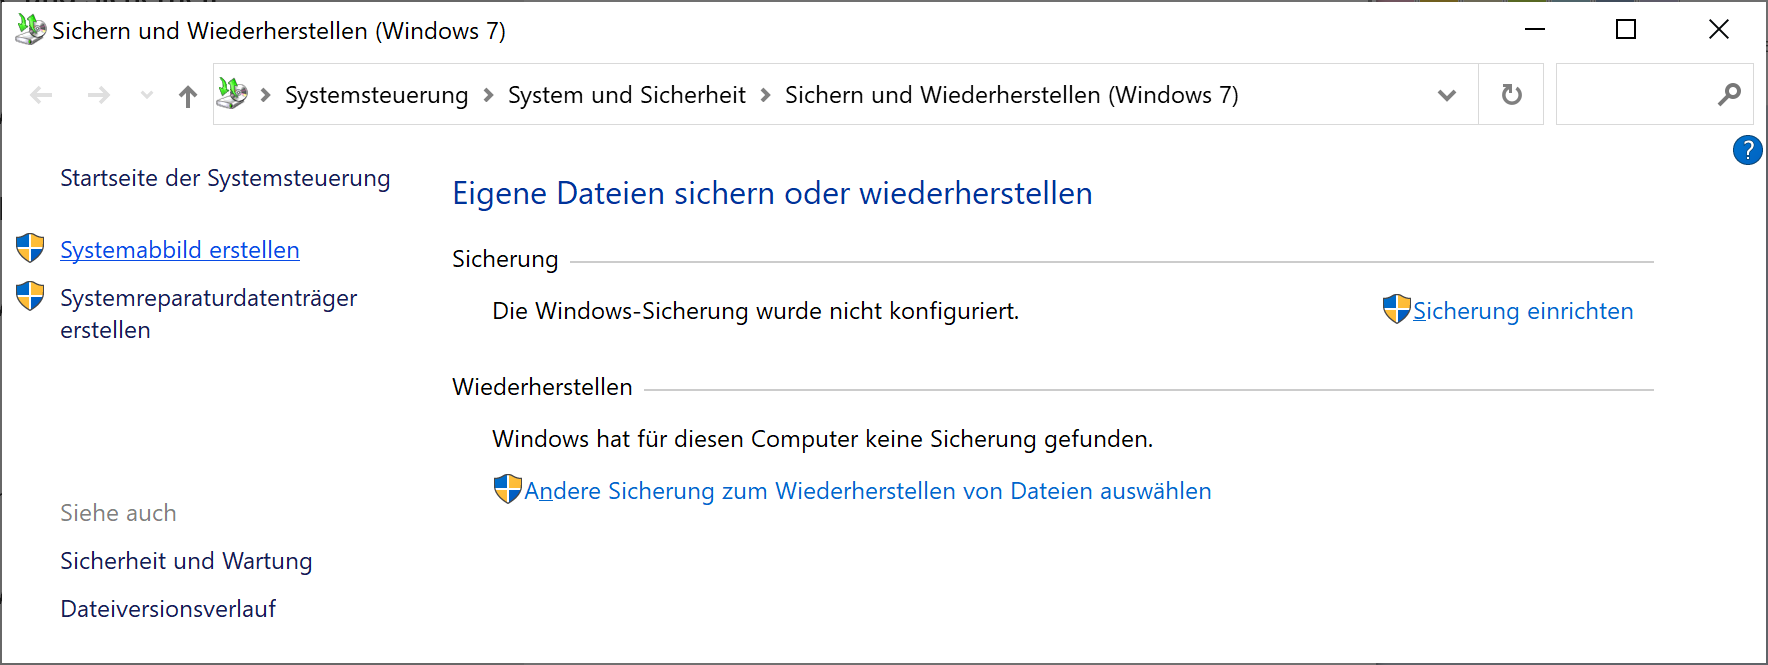 Sichern und Wiederherstellen (Windows 7)
Systemsteuerung > System und Sicherheit > Sichern und Wiederherstellen (Windows 7)
?
Startseite der Systemsteuerung
Systemabbild erstellen
Systemreparaturdatenträger
erstellen
Eigene Dateien sichern oder wiederherstellen
Sicherung
Die Windows-Sicherung wurde nicht konfiguriert.
Sicherung einrichten
Wiederherstellen
Windows hat für diesen Computer keine Sicherung gefunden.
Andere Sicherung zum Wiederherstellen von Dateien auswählen
Siehe auch
Sicherheit und Wartung
Dateiversionsverlauf